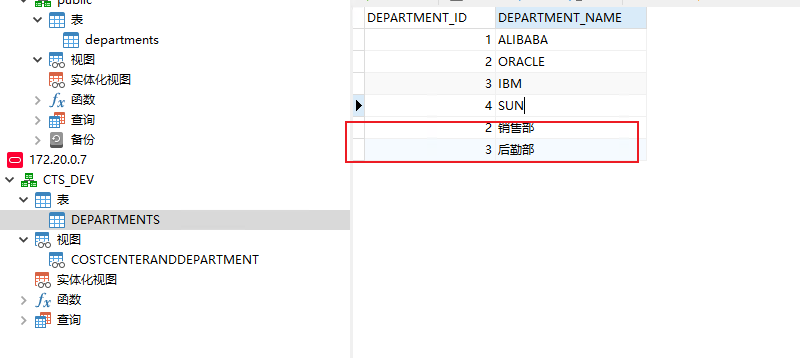 public
表
departments
视图
实体化视图
函数
查询
备份
172.20.0.7
CTS_DEV
表
DEPARTMENTS
视图
COSTCENTERANDDEPARTMENT
实体化视图
函数
查询
DEPARTMENT_ID DEPARTMENT_NAME
1 ALIBABA
2 ORACLE
3 IBM
4 SUN
2 销售部
3 后勤部